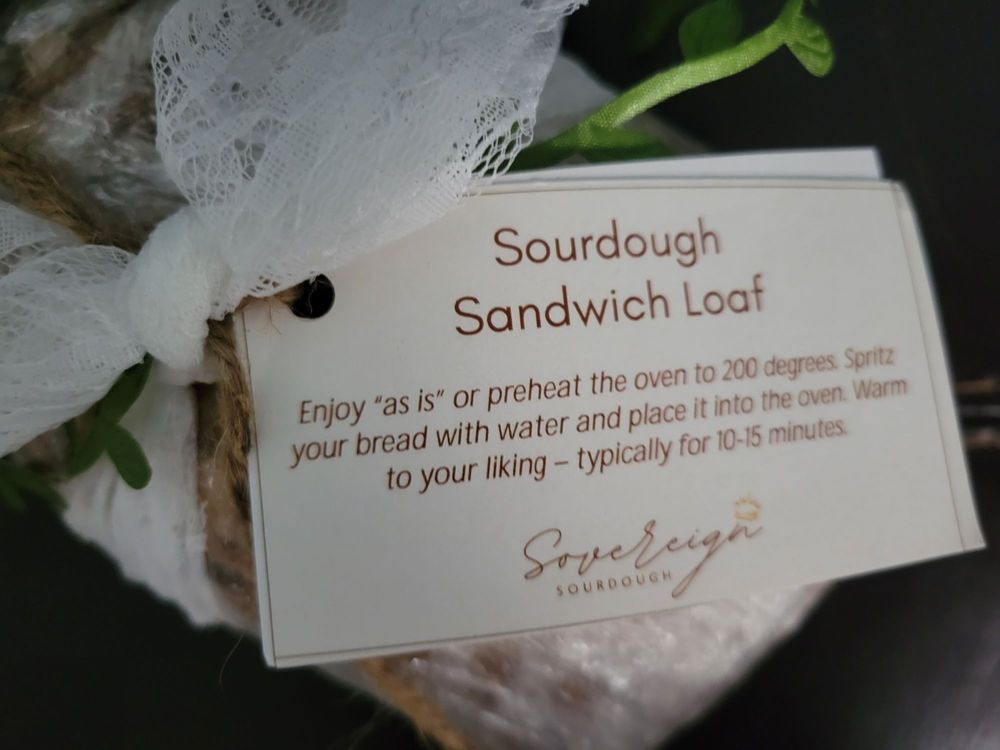 Sourdough
Sandwich Loaf
Enjoy “as is” or preheat the oven to 200 degrees. Spritz
your bread with water and place it into the oven. Warm
to your liking – typically for 10-15 minutes.
Sovereign
SOURDOUGH